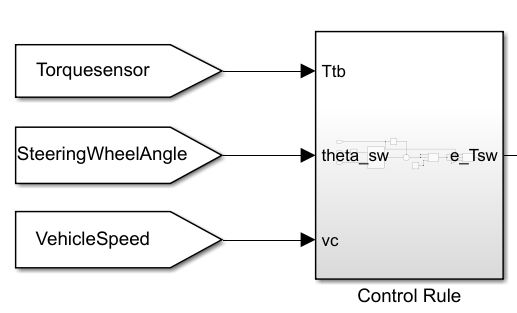 Torquesensor
Ttb
SteeringWheelAngle
theta_sw
e_Tsw
VehicleSpeed
vc
Control Rule